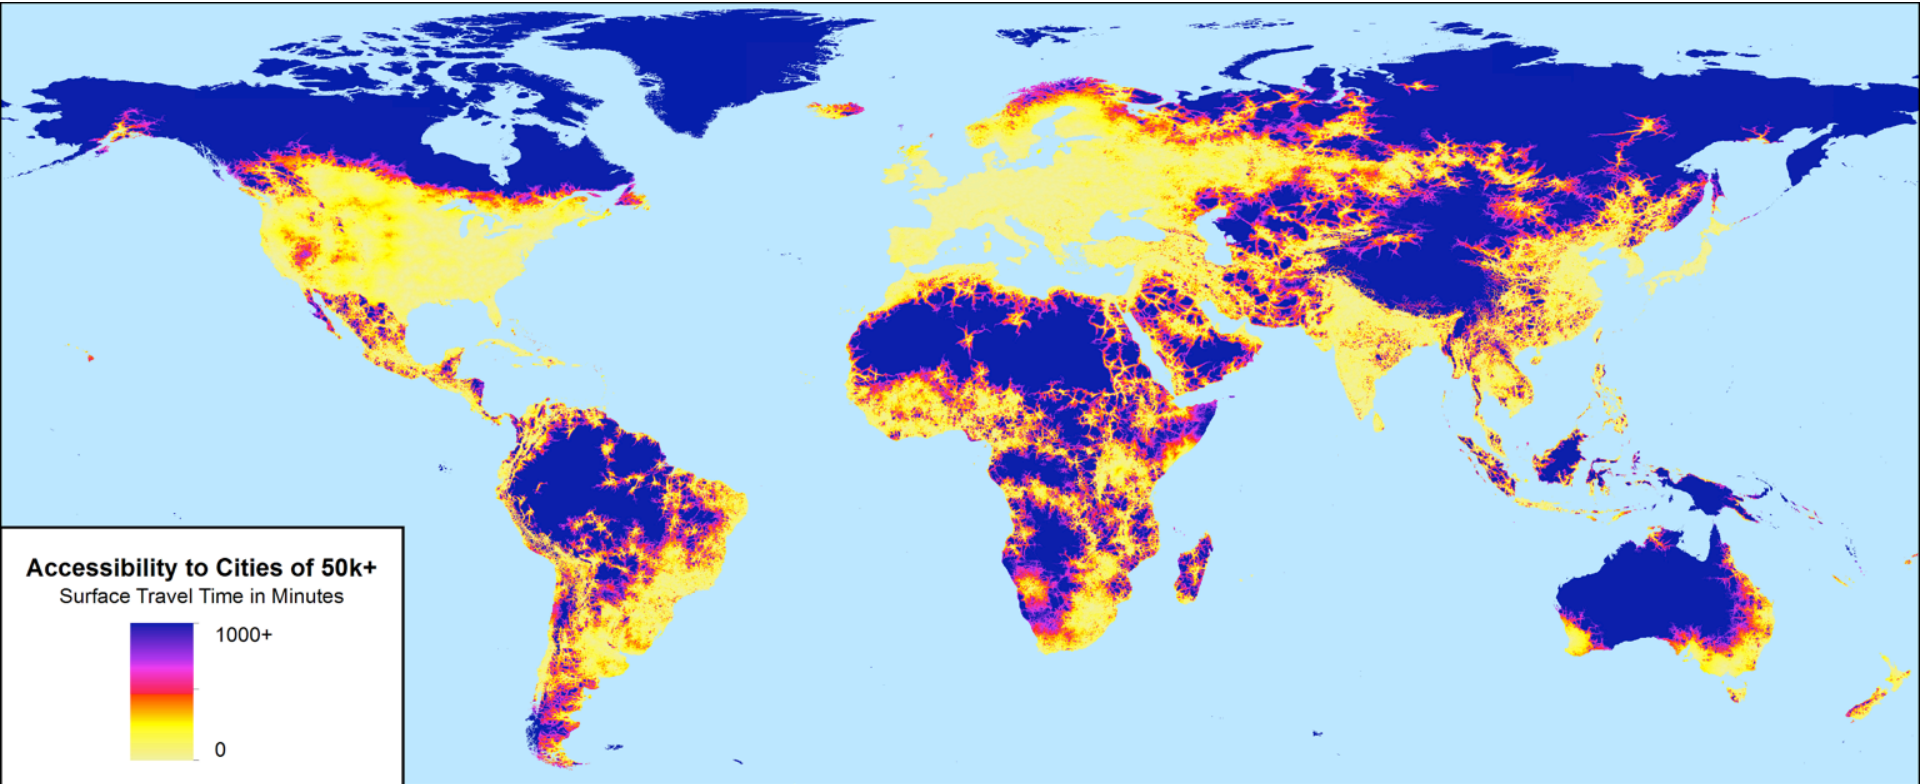 Accessibility to Cities of 50k+
Surface Travel Time in Minutes
1000+
0